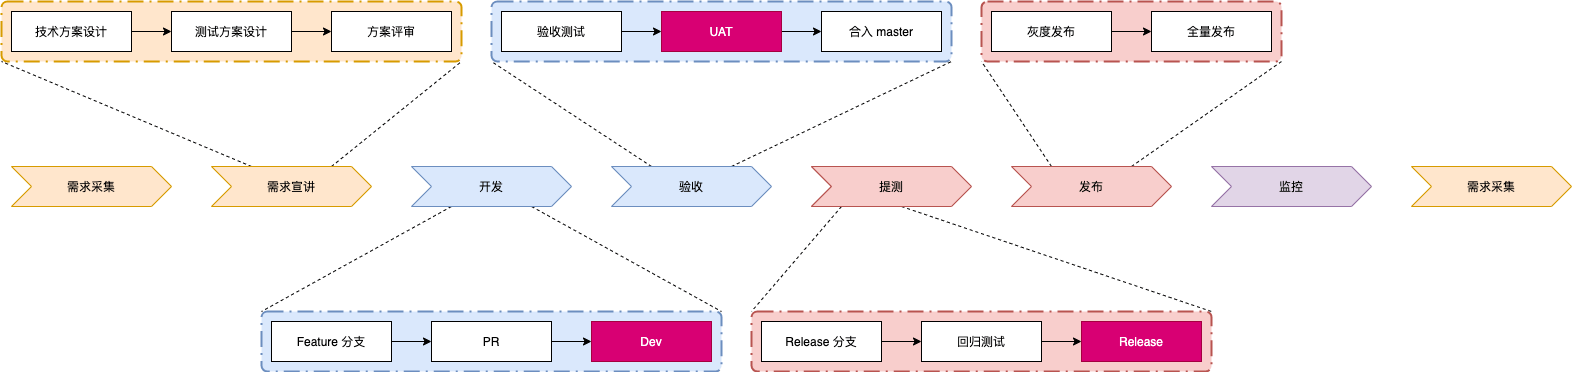 技术方案设计
测试方案设计
方案评审
验收测试
UAT
合入 master
灰度发布
全量发布
需求采集
需求宣讲
开发
验收
提测
发布
监控
需求采集
Feature 分支
PR
Dev
Release 分支
回归测试
Release